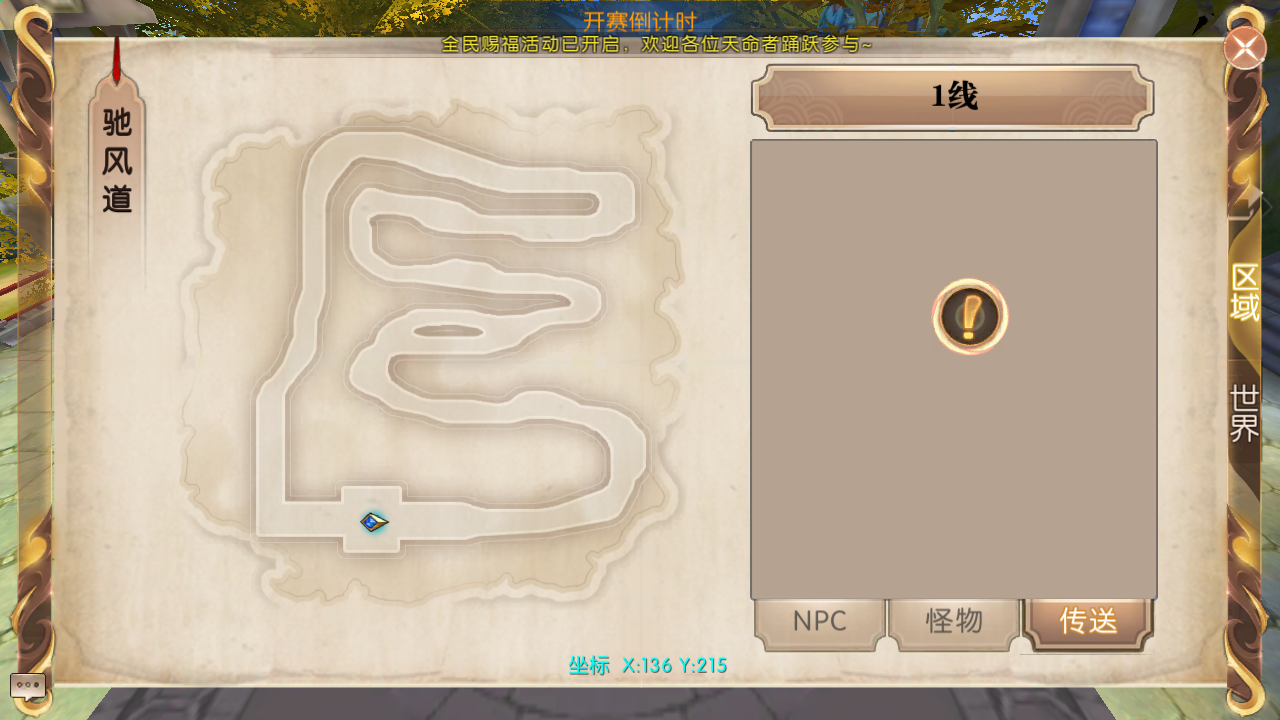 开赛倒计时
全民赐福活动已开启，欢迎各位天命者踊跃参与~
驰风道
1线
区域
世界
NPC
怪物
传送
坐标 X:136 Y:215